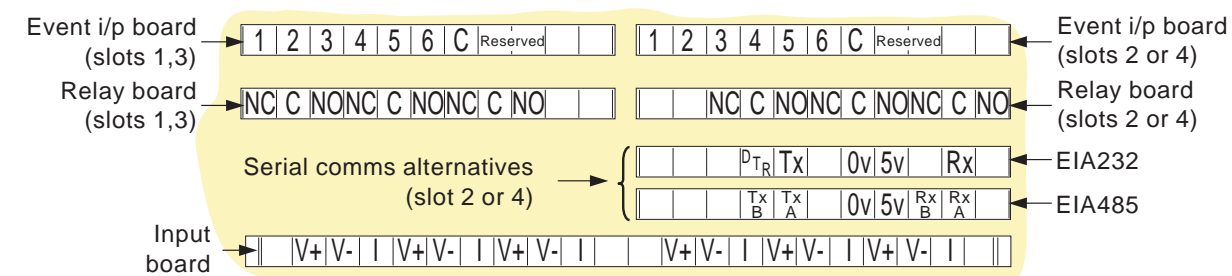 Event i/p board
(slots 1,3)
1 2 3 4 5 6 C Reserved
1 2 3 4 5 6 C Reserved
Event i/p board
(slots 2 or 4)
Relay board
(slots 1,3)
NC C NO NC C NO NC C NO
NC C NO NC C NO NC C NO
Relay board
(slots 2 or 4)
Serial comms alternatives
(slot 2 or 4)
DTR Tx 0v 5v Rx
EIA232
Tx B Tx A 0v 5v Rx B Rx A
EIA485
Input
board
V+ V- I V+ V- I V+ V- I V+ V- I V+ V- I V+ V- I